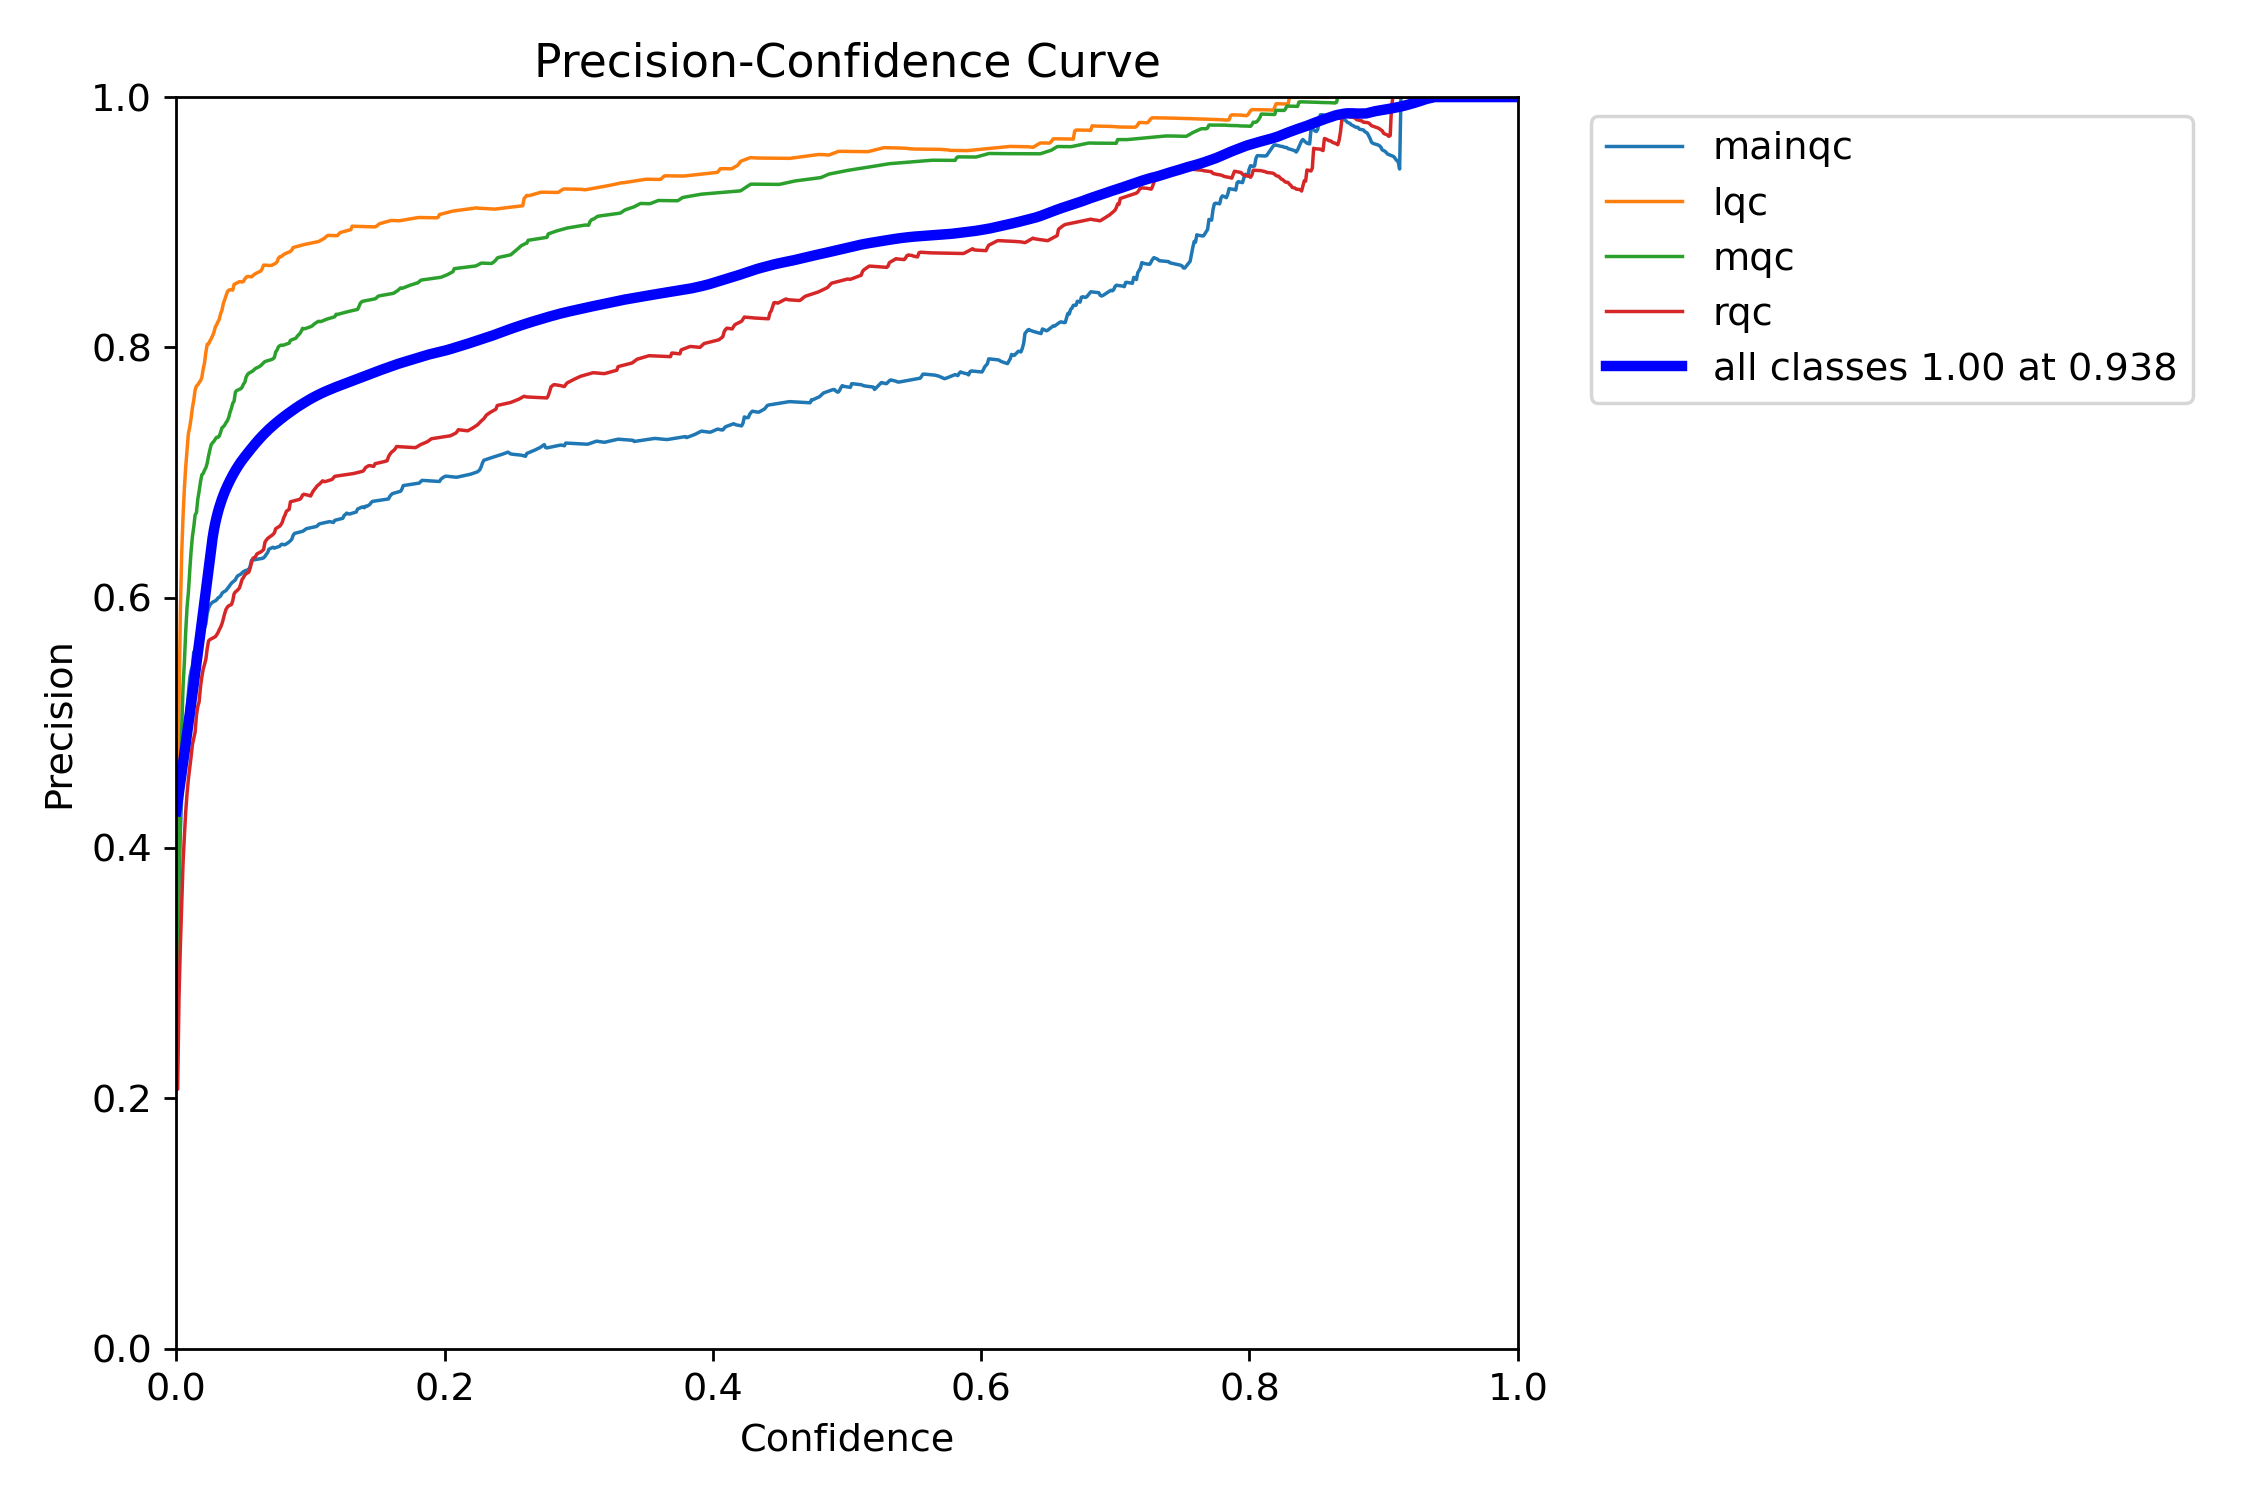 Precision-Confidence Curve
1.0
0.8
0.6
0.4
0.2
0.0
Precision
0.0 0.2 0.4 0.6 0.8 1.0
Confidence
mainqc
lqc
mqc
rqc
all classes 1.00 at 0.938